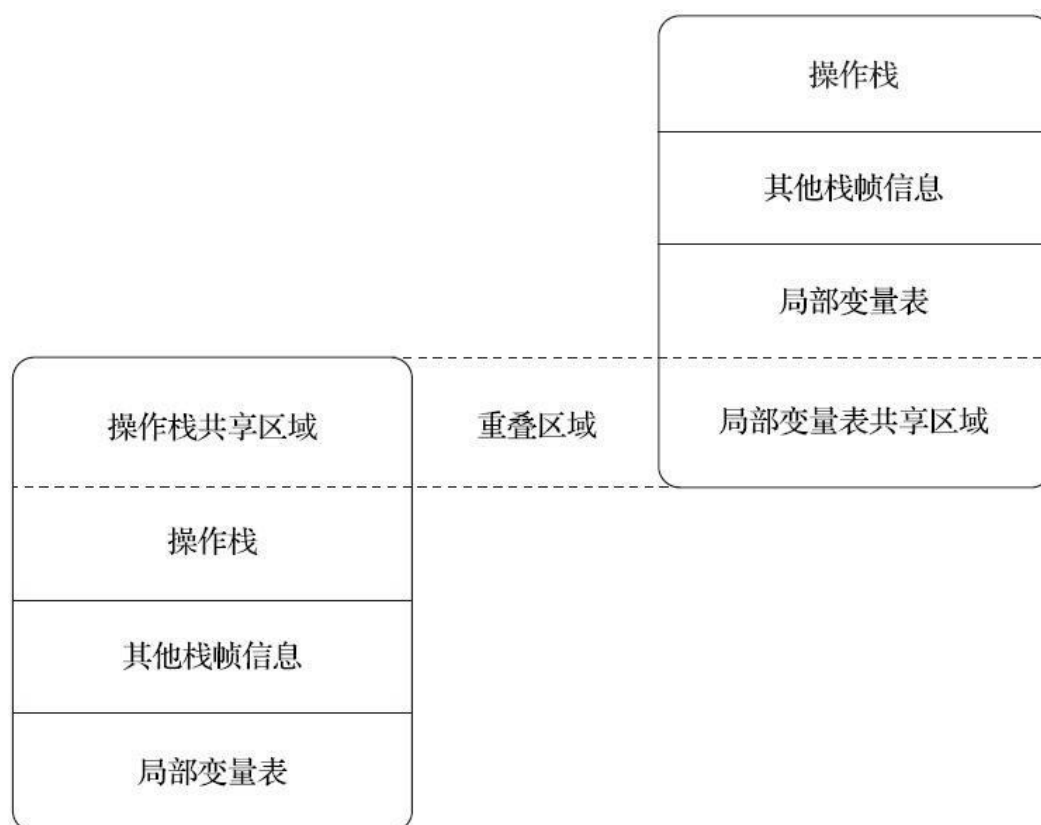 操作栈
其他栈帧信息
局部变量表
操作栈共享区域
重叠区域
局部变量表共享区域
操作栈
其他栈帧信息
局部变量表